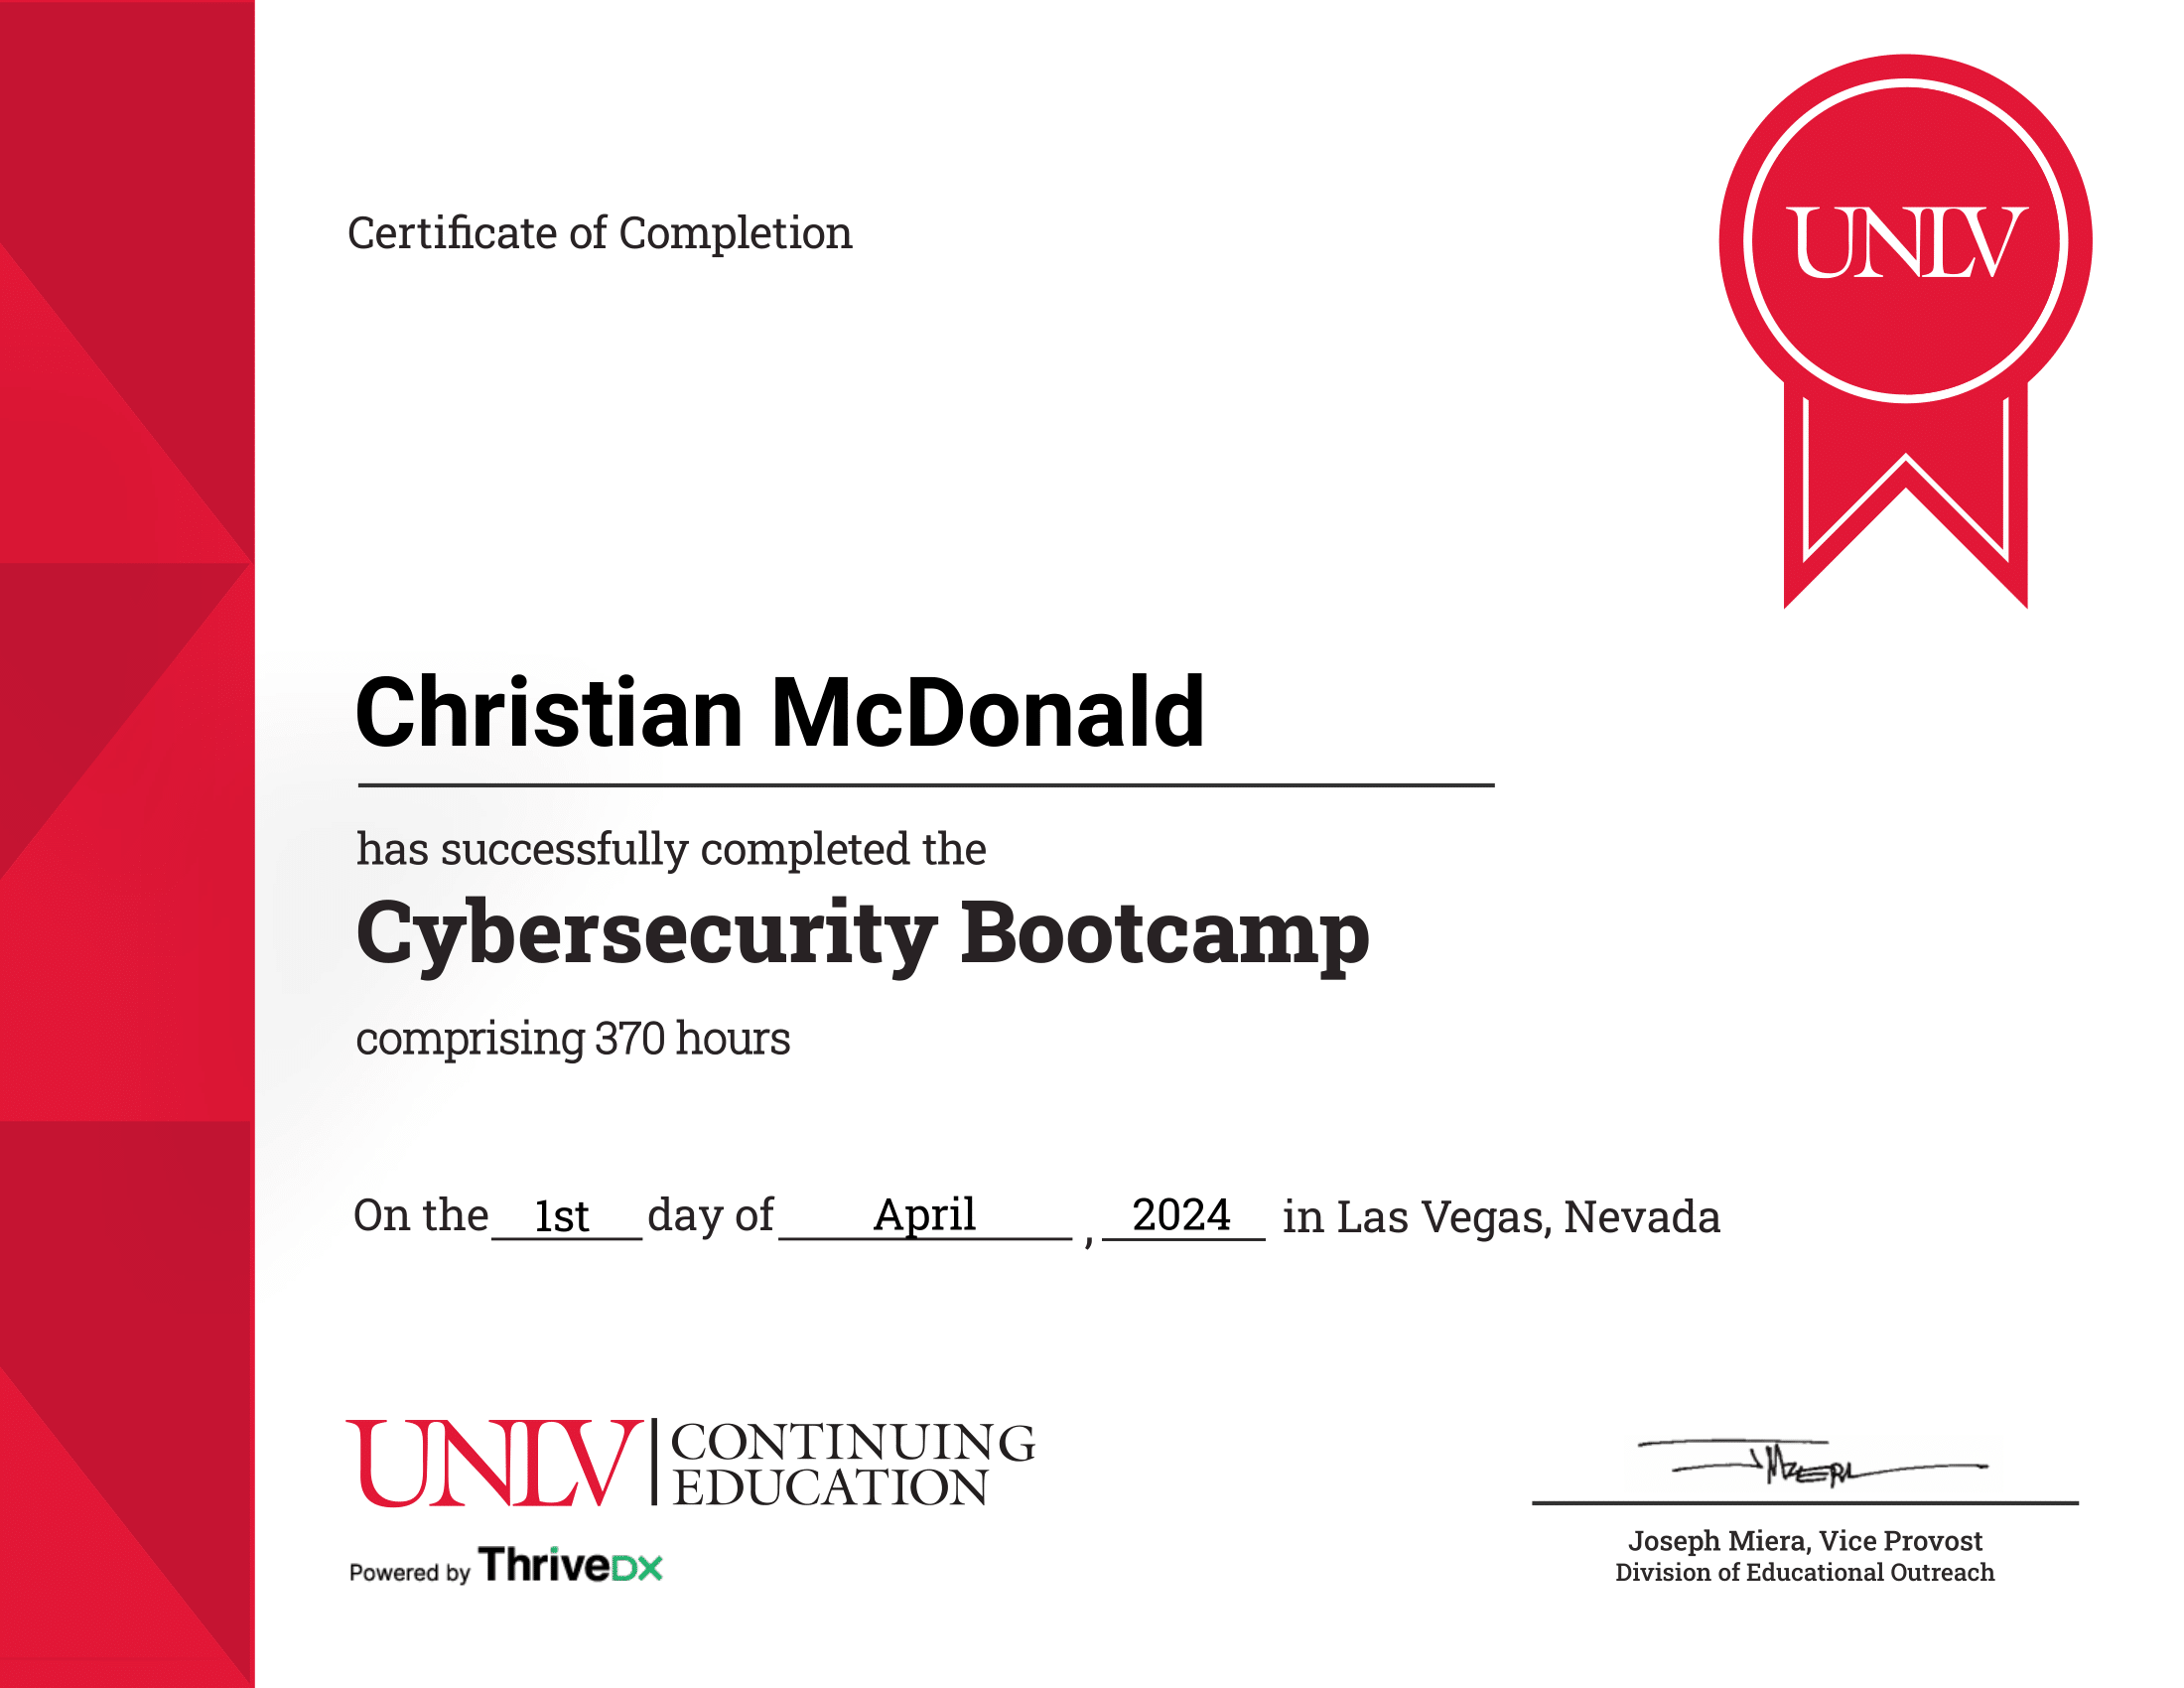 Certificate of Completion
UNLV
Christian McDonald
has successfully completed the
Cybersecurity Bootcamp
comprising 370 hours
On the 1st day of April , 2024 in Las Vegas, Nevada
UNLV CONTINUING
EDUCATION
Powered by ThriveDX
JMIERA
Joseph Miera, Vice Provost
Division of Educational Outreach